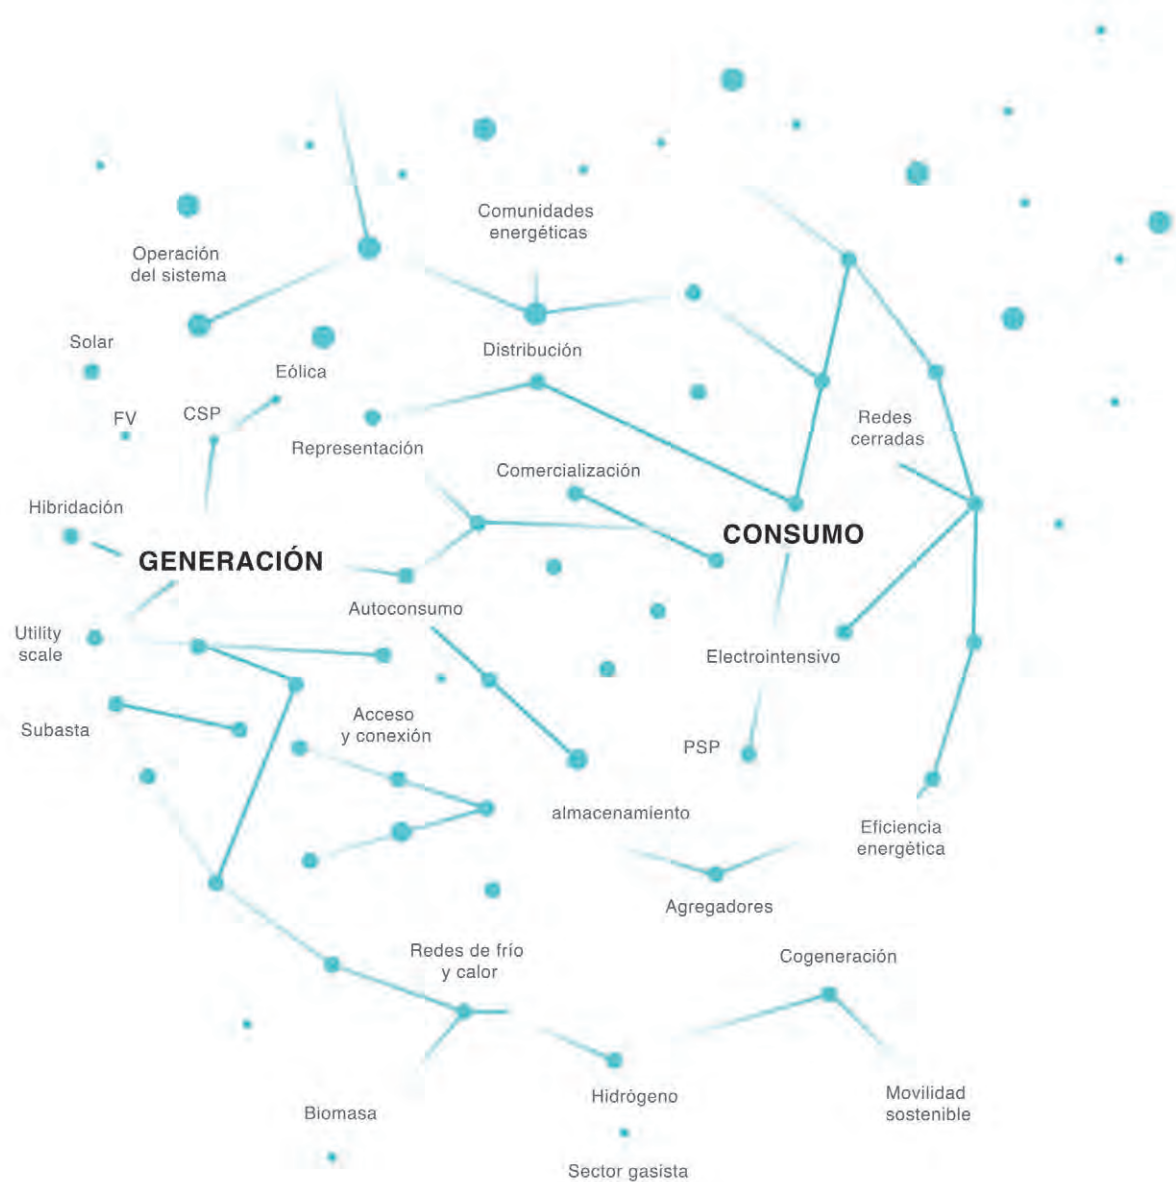 Comunidades
energéticas
Operación
del sistema
Solar
Distribución
Eólica
FV
CSP
Redes
cerradas
Representación
Comercialización
Hibridación
CONSUMO
GENERACIÓN
Autoconsumo
Utility
scale
Electrointensivo
Acceso
y conexión
Subasta
PSP
almacenamiento
Eficiencia
energética
Agregadores
Redes de frío
y calor
Cogeneración
Hidrógeno
Movilidad
sostenible
Biomasa
Sector gasista